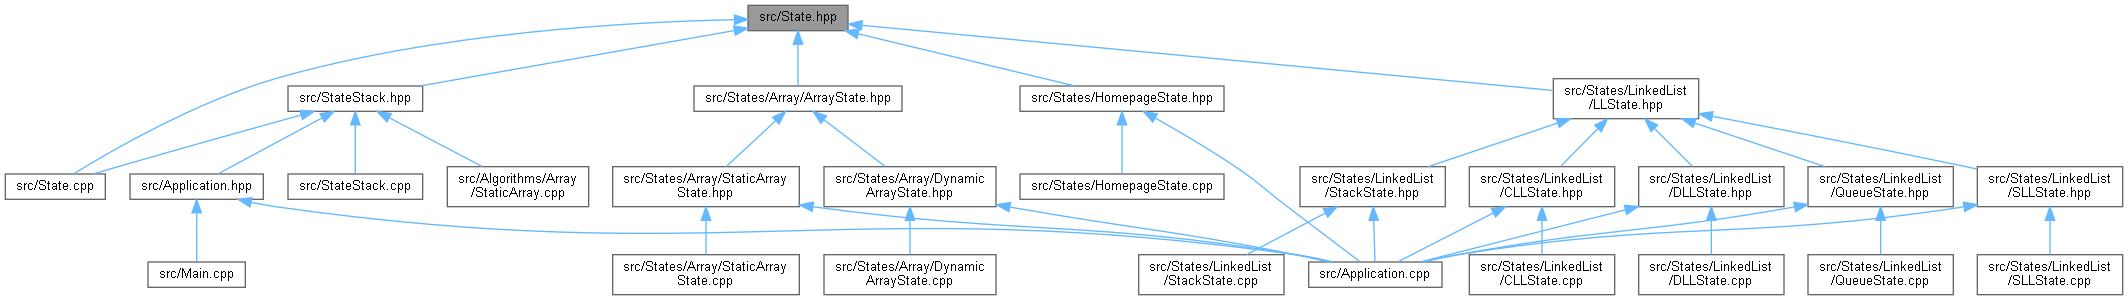 src/State.hpp
src/StateStack.hpp
src/States/Array/ArrayState.hpp
src/States/HomepageState.hpp
src/States/LinkedList
/LLState.hpp
src/State.cpp
src/Application.hpp
src/StateStack.cpp
src/Algorithms/Array
/StaticArray.cpp
src/States/Array/StaticArray
State.hpp
src/States/Array/Dynamic
ArrayState.hpp
src/States/HomepageState.cpp
src/States/LinkedList
/StackState.hpp
src/States/LinkedList
/CLLState.hpp
src/States/LinkedList
/DLLState.hpp
src/States/LinkedList
/QueueState.hpp
src/States/LinkedList
/SLLState.hpp
src/Main.cpp
src/States/Array/StaticArray
State.cpp
src/States/Array/Dynamic
ArrayState.cpp
src/States/LinkedList
/StackState.cpp
src/Application.cpp
src/States/LinkedList
/CLLState.cpp
src/States/LinkedList
/DLLState.cpp
src/States/LinkedList
/QueueState.cpp
src/States/LinkedList
/SLLState.cpp